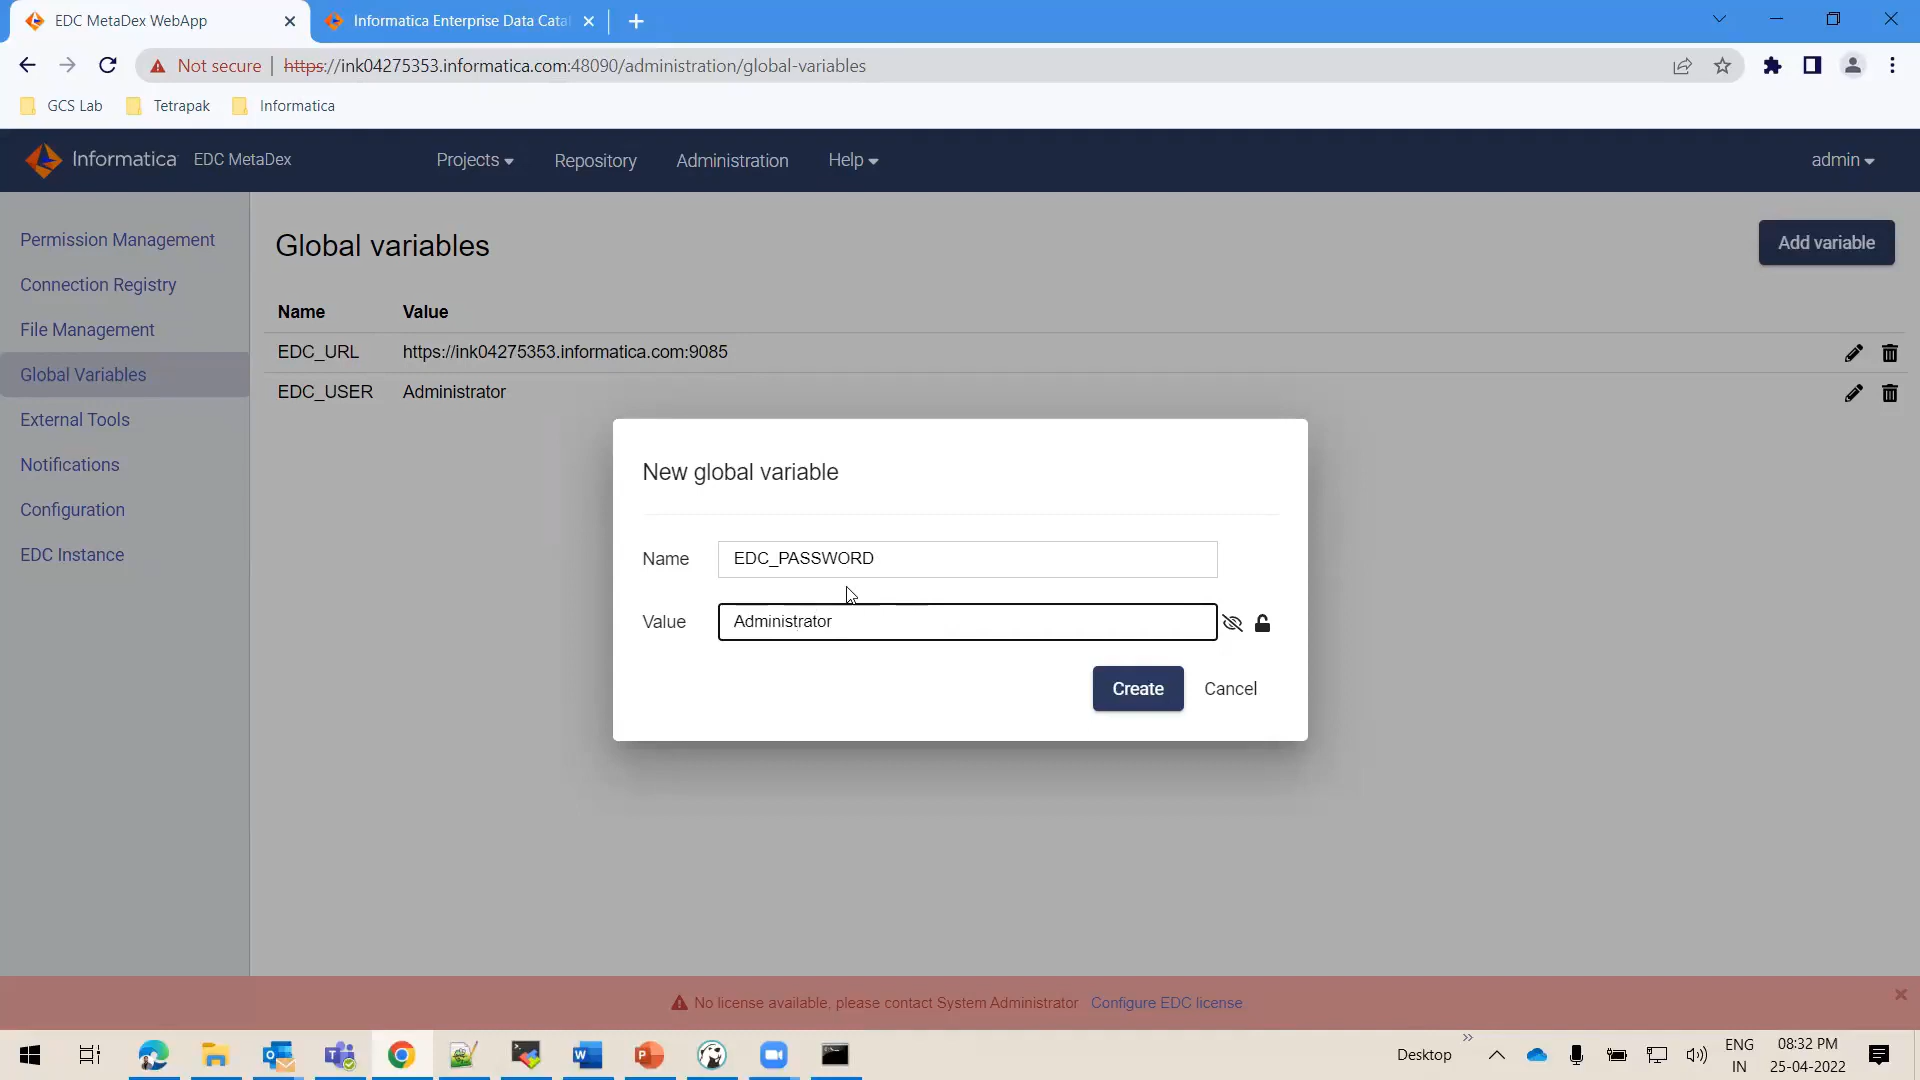 EDC MetaDex WebApp
Informatica Enterprise Data Cata
Not secure
https://ink04275353.informatica.com:48090/administration/global-variables
GCS Lab
Tetrapak
Informatica
Informatica
EDC MetaDex
Projects
Repository
Administration
Help
admin
Permission Management
Connection Registry
File Management
Global Variables
External Tools
Notifications
Configuration
EDC Instance
Global variables
Add variable
Name Value
EDC_URL https://ink04275353.informatica.com:9085
EDC_USER Administrator
New global variable
Name EDC_PASSWORD
Value Administrator
Create Cancel
No license available, please contact System Administrator Configure EDC license
Desktop
ENG
IN
08:32 PM
25-04-2022